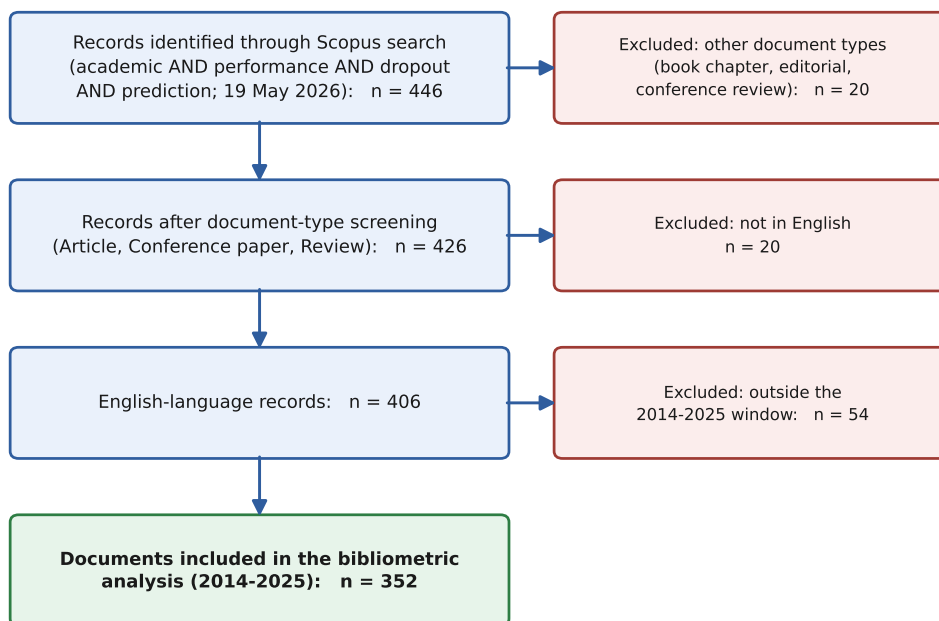 Records identified through Scopus search
(academic AND performance AND dropout
AND prediction; 19 May 2026):   n = 446
Excluded: other document types
(book chapter, editorial,
conference review):   n = 20
Records after document-type screening
(Article, Conference paper, Review):   n = 426
Excluded: not in English
n = 20
English-language records:   n = 406
Excluded: outside the
2014-2025 window:   n = 54
Documents included in the bibliometric
analysis (2014-2025):   n = 352